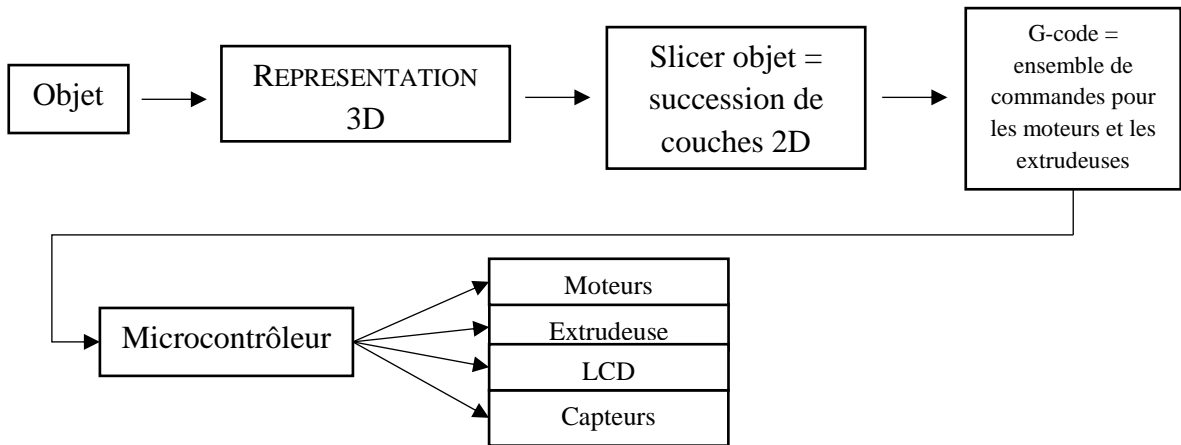 Objet
REPRESENTATION
3D
Slicer objet =
succession de
couches 2D
G-code =
ensemble de
commandes pour
les moteurs et les
extrudeuses
Microcontrôleur
Moteurs
Extrudeuse
LCD
Capteurs